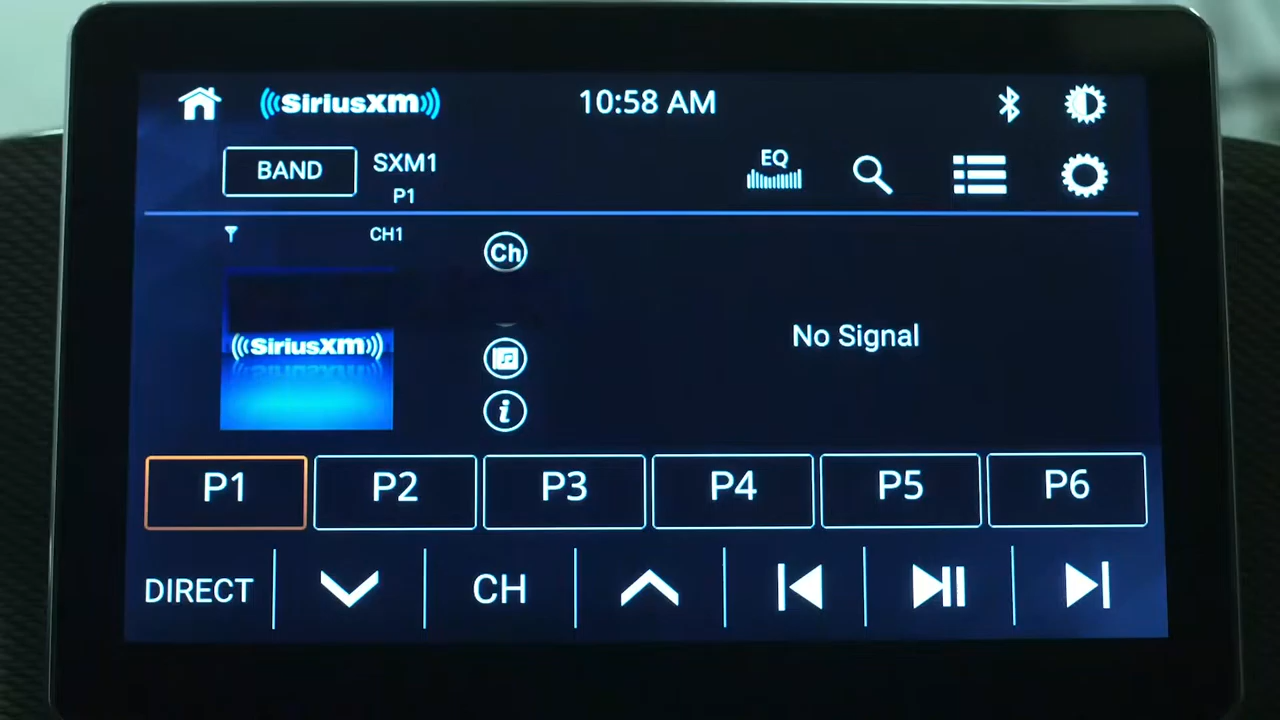 ((SiriusXM)) 10:58 AM
BAND SXM1 EQ
P1
CH1
Ch
No Signal
((SiriusXM))
i
P1 P2 P3 P4 P5 P6
DIRECT CH